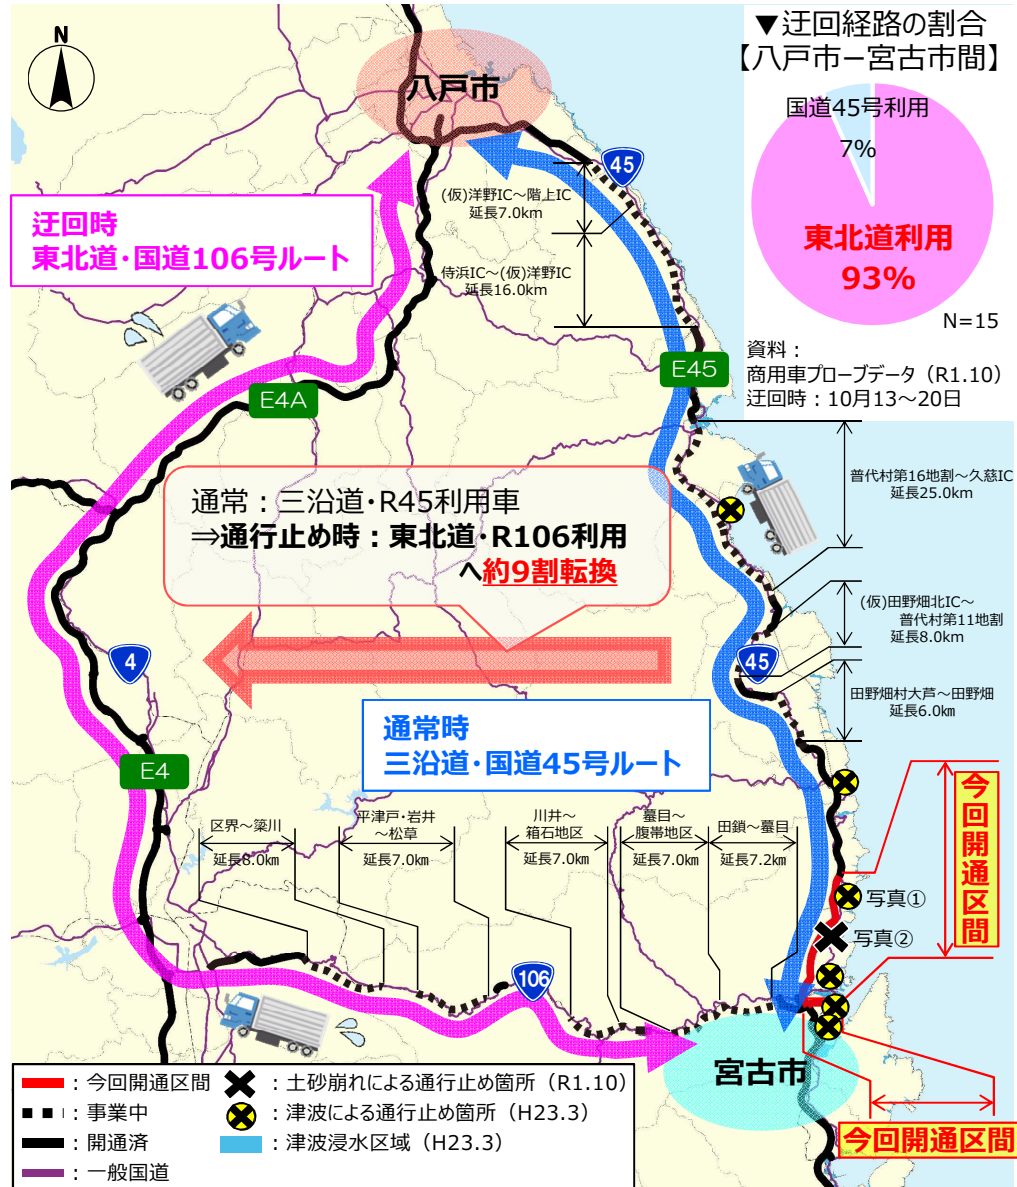 N
八戸市
▼迂回経路の割合
【八戸市－宮古市間】
国道45号利用
7%
東北道利用
93%
N=15
資料：
商用車プローブデータ（R1.10）
迂回時：10月13～20日
45
(仮)洋野IC～階上IC
延長7.0km
侍浜IC～(仮)洋野IC
延長16.0km
迂回時
東北道・国道106号ルート
E45
E4A
普代村第16地割～久慈IC
延長25.0km
通常：三沿道・R45利用車
⇒通行止め時：東北道・R106利用
へ約9割転換
(仮)田野畑北IC～
普代村第11地割
延長8.0km
4
45
田野畑村大芦～田野畑
延長6.0km
通常時
三沿道・国道45号ルート
E4
今回開通区間
区界～簗川
延長8.0km
平津戸・岩井
～松草
延長7.0km
川井～
箱石地区
延長7.0km
蟇目～
腹帯地区
延長7.0km
田鎖～蟇目
延長7.2km
写真①
写真②
106
宮古市
今回開通区間
：今回開通区間
：事業中
：開通済
：一般国道
：土砂崩れによる通行止め箇所（R1.10）
：津波による通行止め箇所（H23.3）
：津波浸水区域（H23.3）